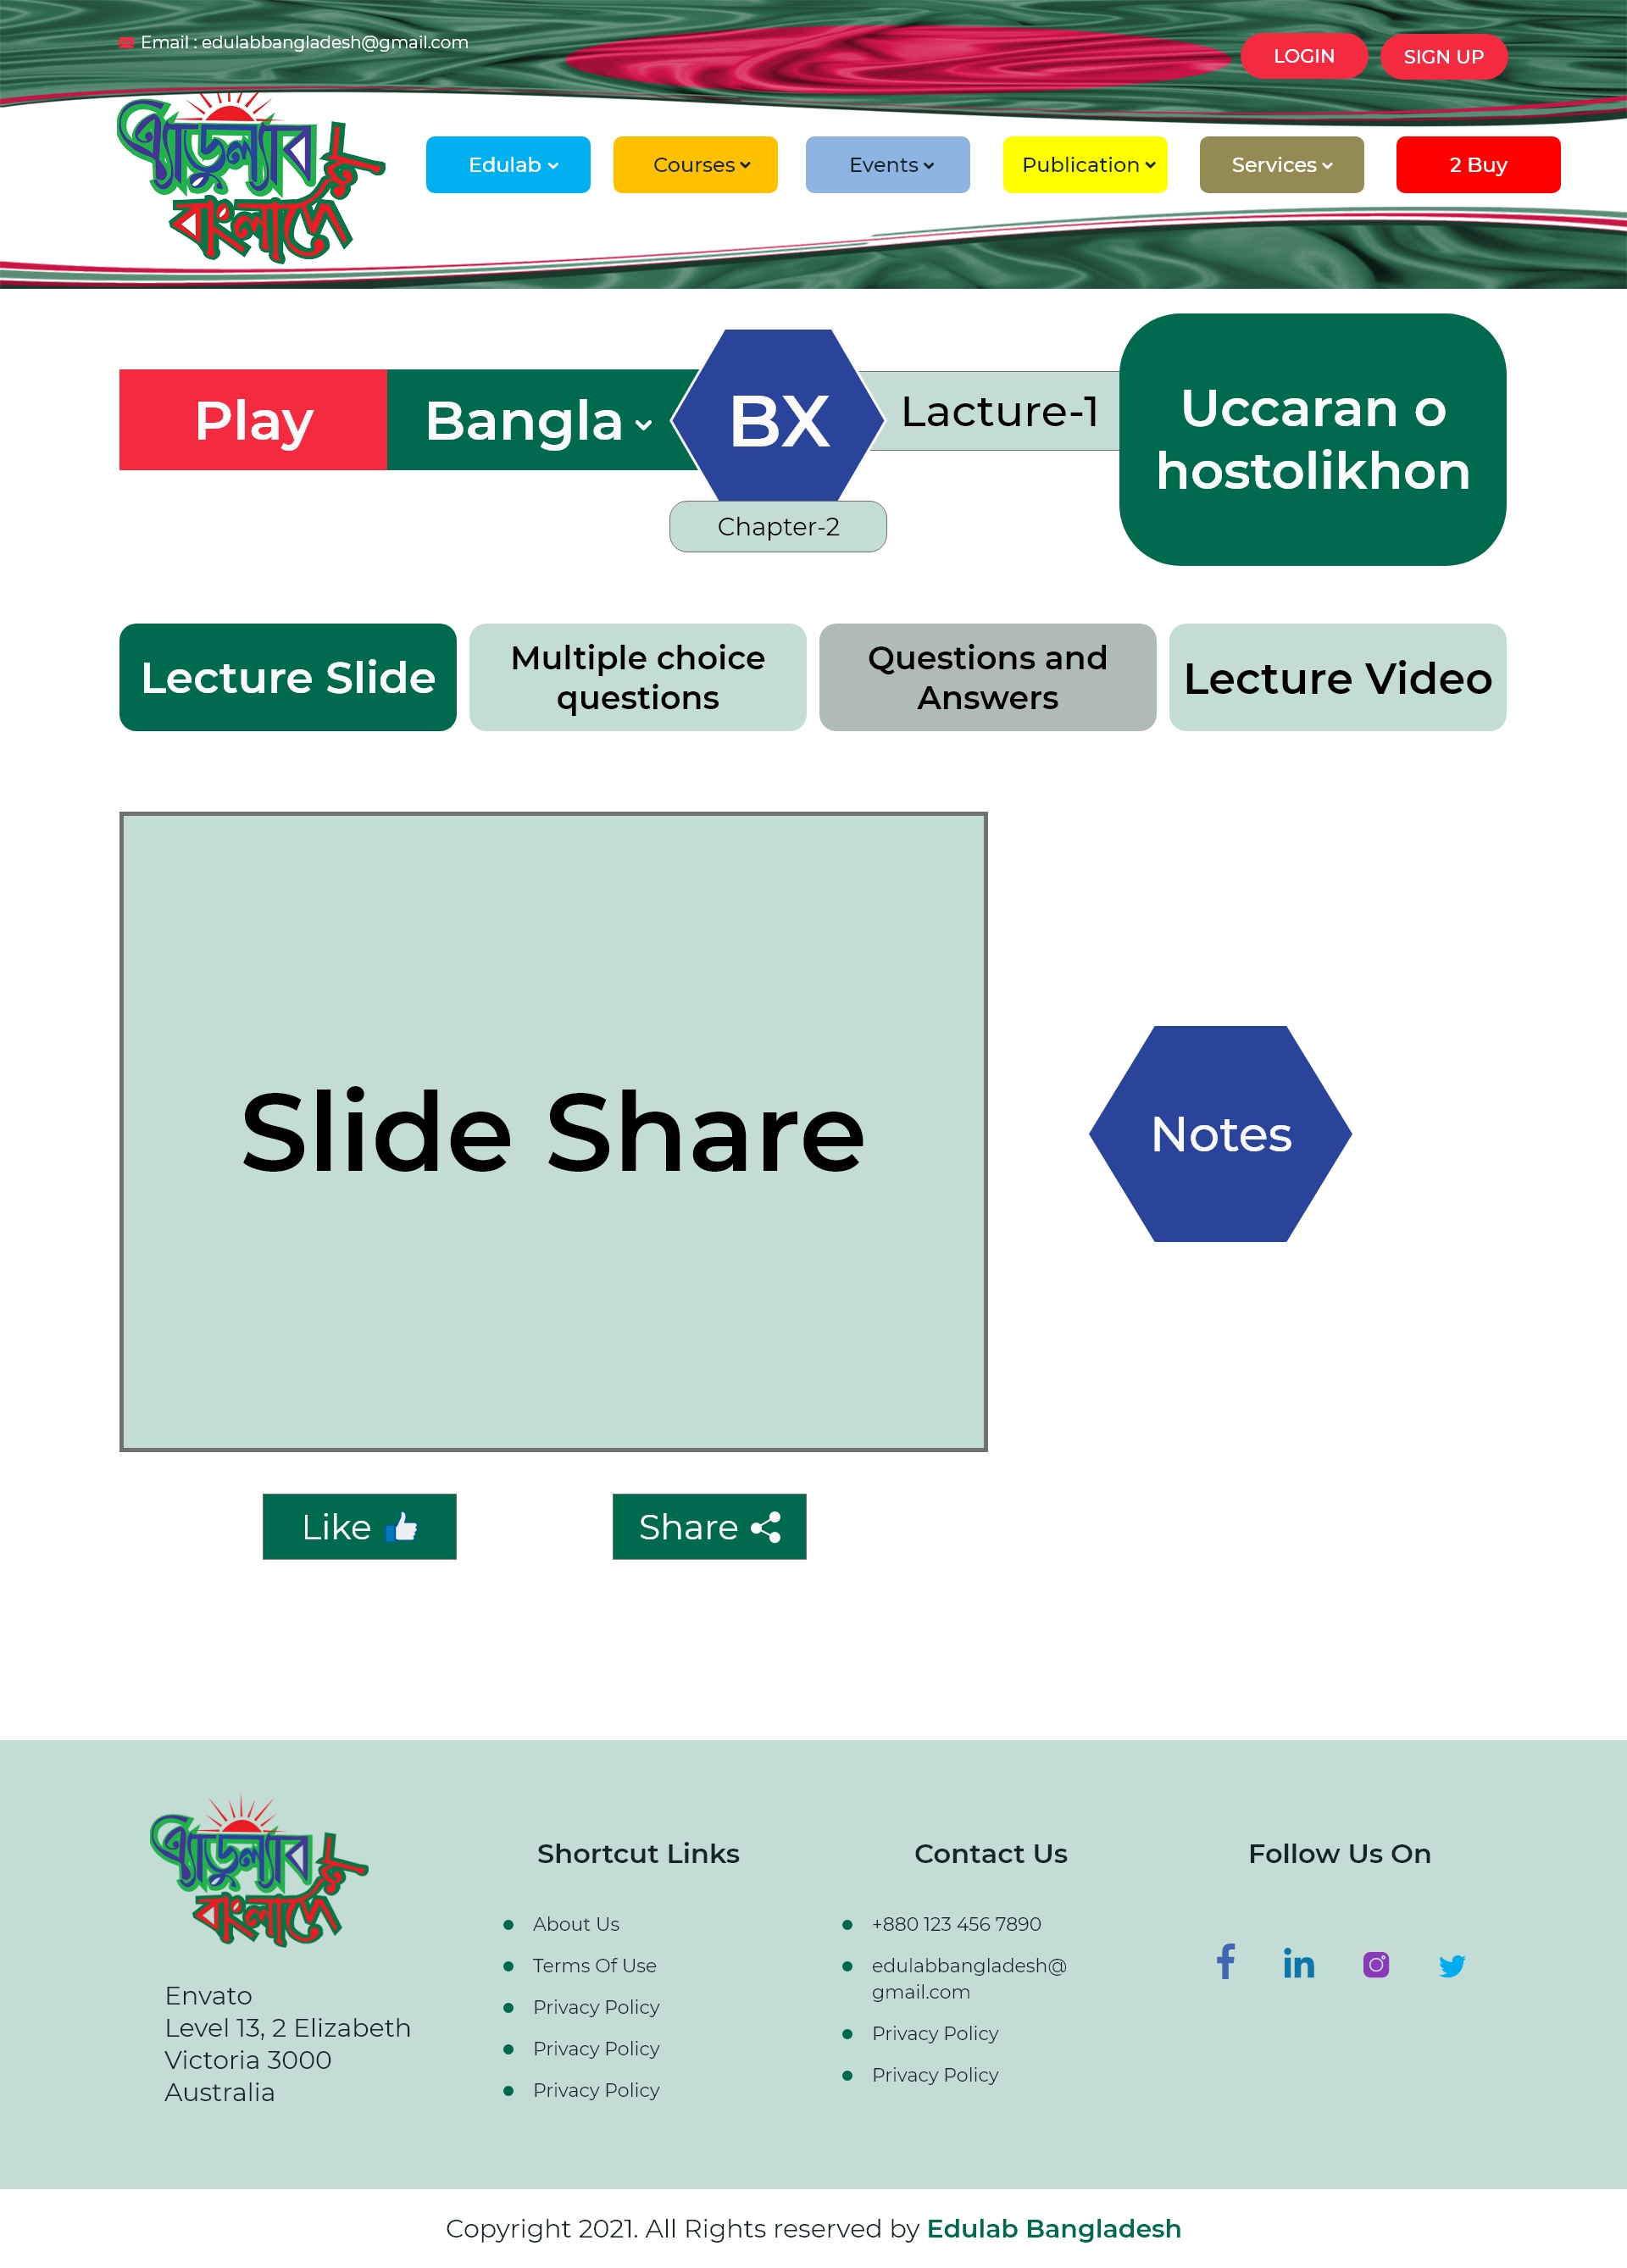 Email : edulabbangladesh@gmail.com
LOGIN
SIGN UP
এ্যাডুল্যাব
বাংলাদেশ
Edulab
Courses
Events
Publication
Services
2 Buy
Play
Bangla
BX
Lacture-1
Uccaran o
hostolikhon
Chapter-2
Lecture Slide
Multiple choice
questions
Questions and
Answers
Lecture Video
Slide Share
Notes
Like
Share
এ্যাডুল্যাব
বাংলাদেশ
Envato
Level 13, 2 Elizabeth
Victoria 3000
Australia
Shortcut Links
About Us
Terms Of Use
Privacy Policy
Privacy Policy
Privacy Policy
Contact Us
+880 123 456 7890
edulabbangladesh@
gmail.com
Privacy Policy
Privacy Policy
Follow Us On
Copyright 2021. All Rights reserved by Edulab Bangladesh